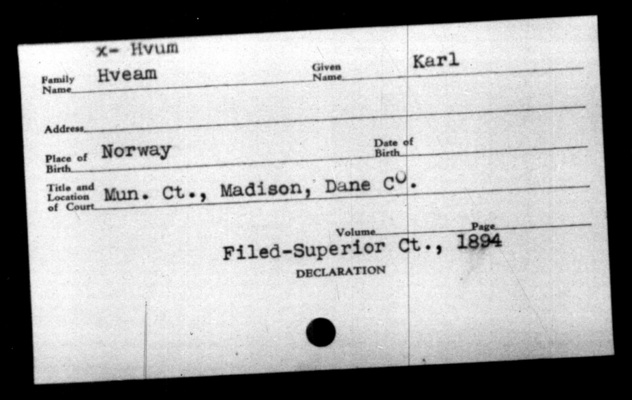 x- Hvum
Family Name Hveam Given Name Karl
Address
Place of Birth Norway Date of Birth
Title and Location of Court Mun. Ct., Madison, Dane Co.
Volume Page
Filed-Superior Ct., 1894
DECLARATION